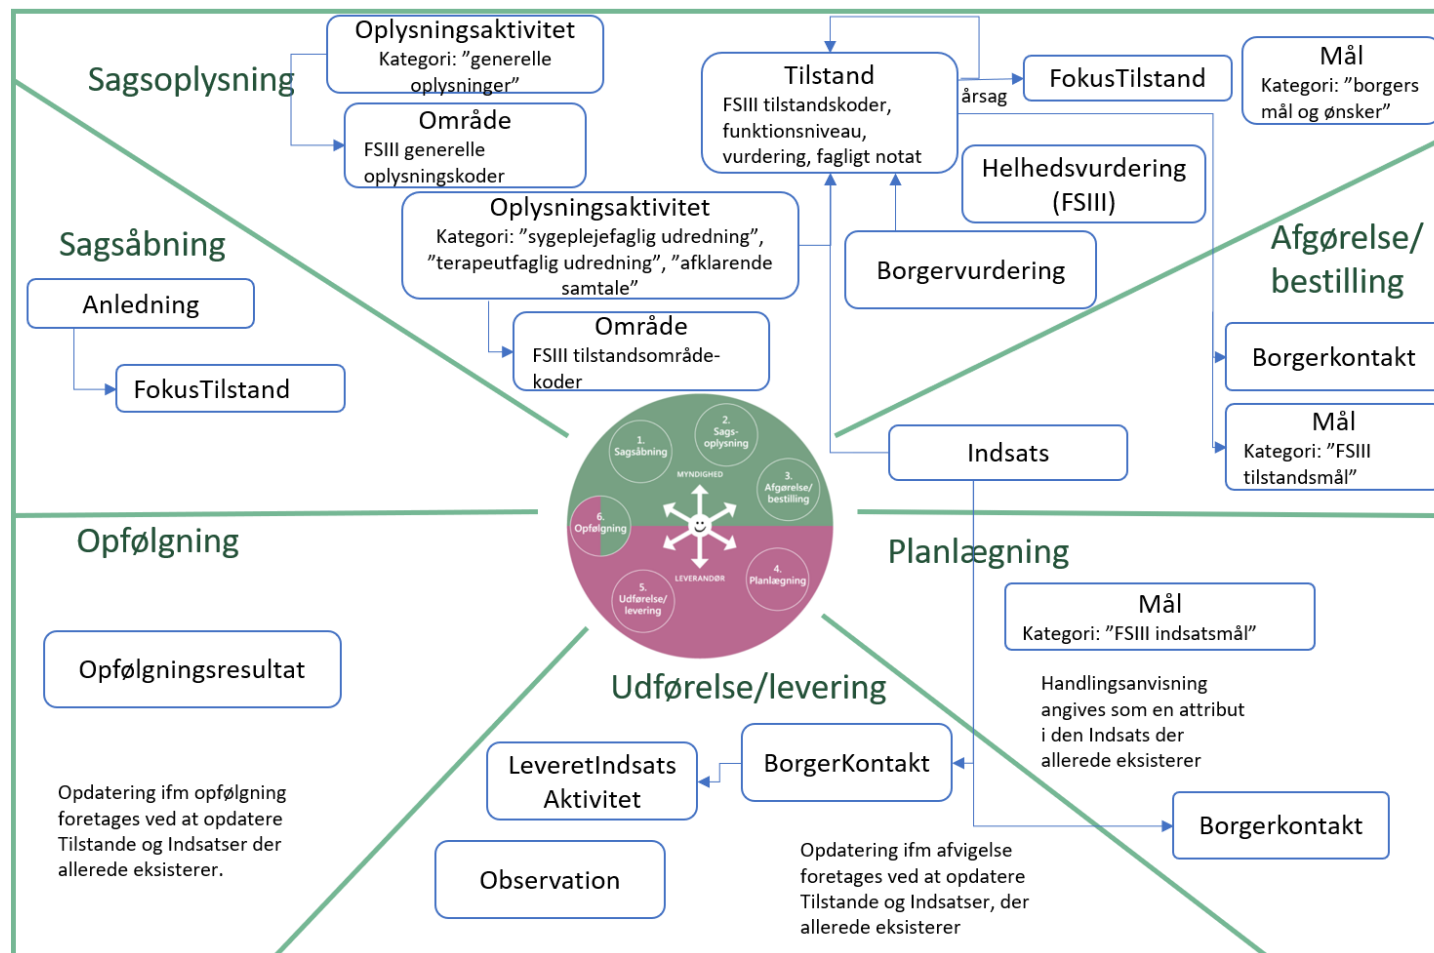 Sagsoplysning
Oplysningsaktivitet
Kategori: ”generelle
oplysninger”
Område
FSIII generelle
oplysningskoder
Oplysningsaktivitet
Kategori: ”sygeplejefaglig udredning”,
”terapeutfaglig udredning”, ”afklarende
samtale”
Område
FSIII tilstandsområde-
koder
Tilstand
FSIII tilstandskoder,
funktionsniveau,
vurdering, fagligt notat
årsag
FokusTilstand
Mål
Kategori: ”borgers
mål og ønsker”
Helhedsvurdering
(FSIII)
Borgervurdering
Sagsåbning
Anledning
FokusTilstand
Afgørelse/
bestilling
Borgerkontakt
Mål
Kategori: ”FSIII
tilstandsmål”
Indsats
1.
Sagsåbning
2.
Sags-
oplysning
3.
Afgørelse/
bestilling
MYNDIGHED
6.
Opfølgning
LEVERANDØR
4.
Planlægning
5.
Udførelse/
levering
Opfølgning
Opfølgningsresultat
Opdatering ifm opfølgning
foretages ved at opdatere
Tilstande og Indsatser der
allerede eksisterer.
Planlægning
Mål
Kategori: ”FSIII indsatsmål”
Handlingsanvisning
angives som en attribut
i den Indsats der
allerede eksisterer
Borgerkontakt
Udførelse/levering
LeveretIndsats
Aktivitet
BorgerKontakt
Observation
Opdatering ifm afvigelse
foretages ved at opdatere
Tilstande og Indsatser, der
allerede eksisterer